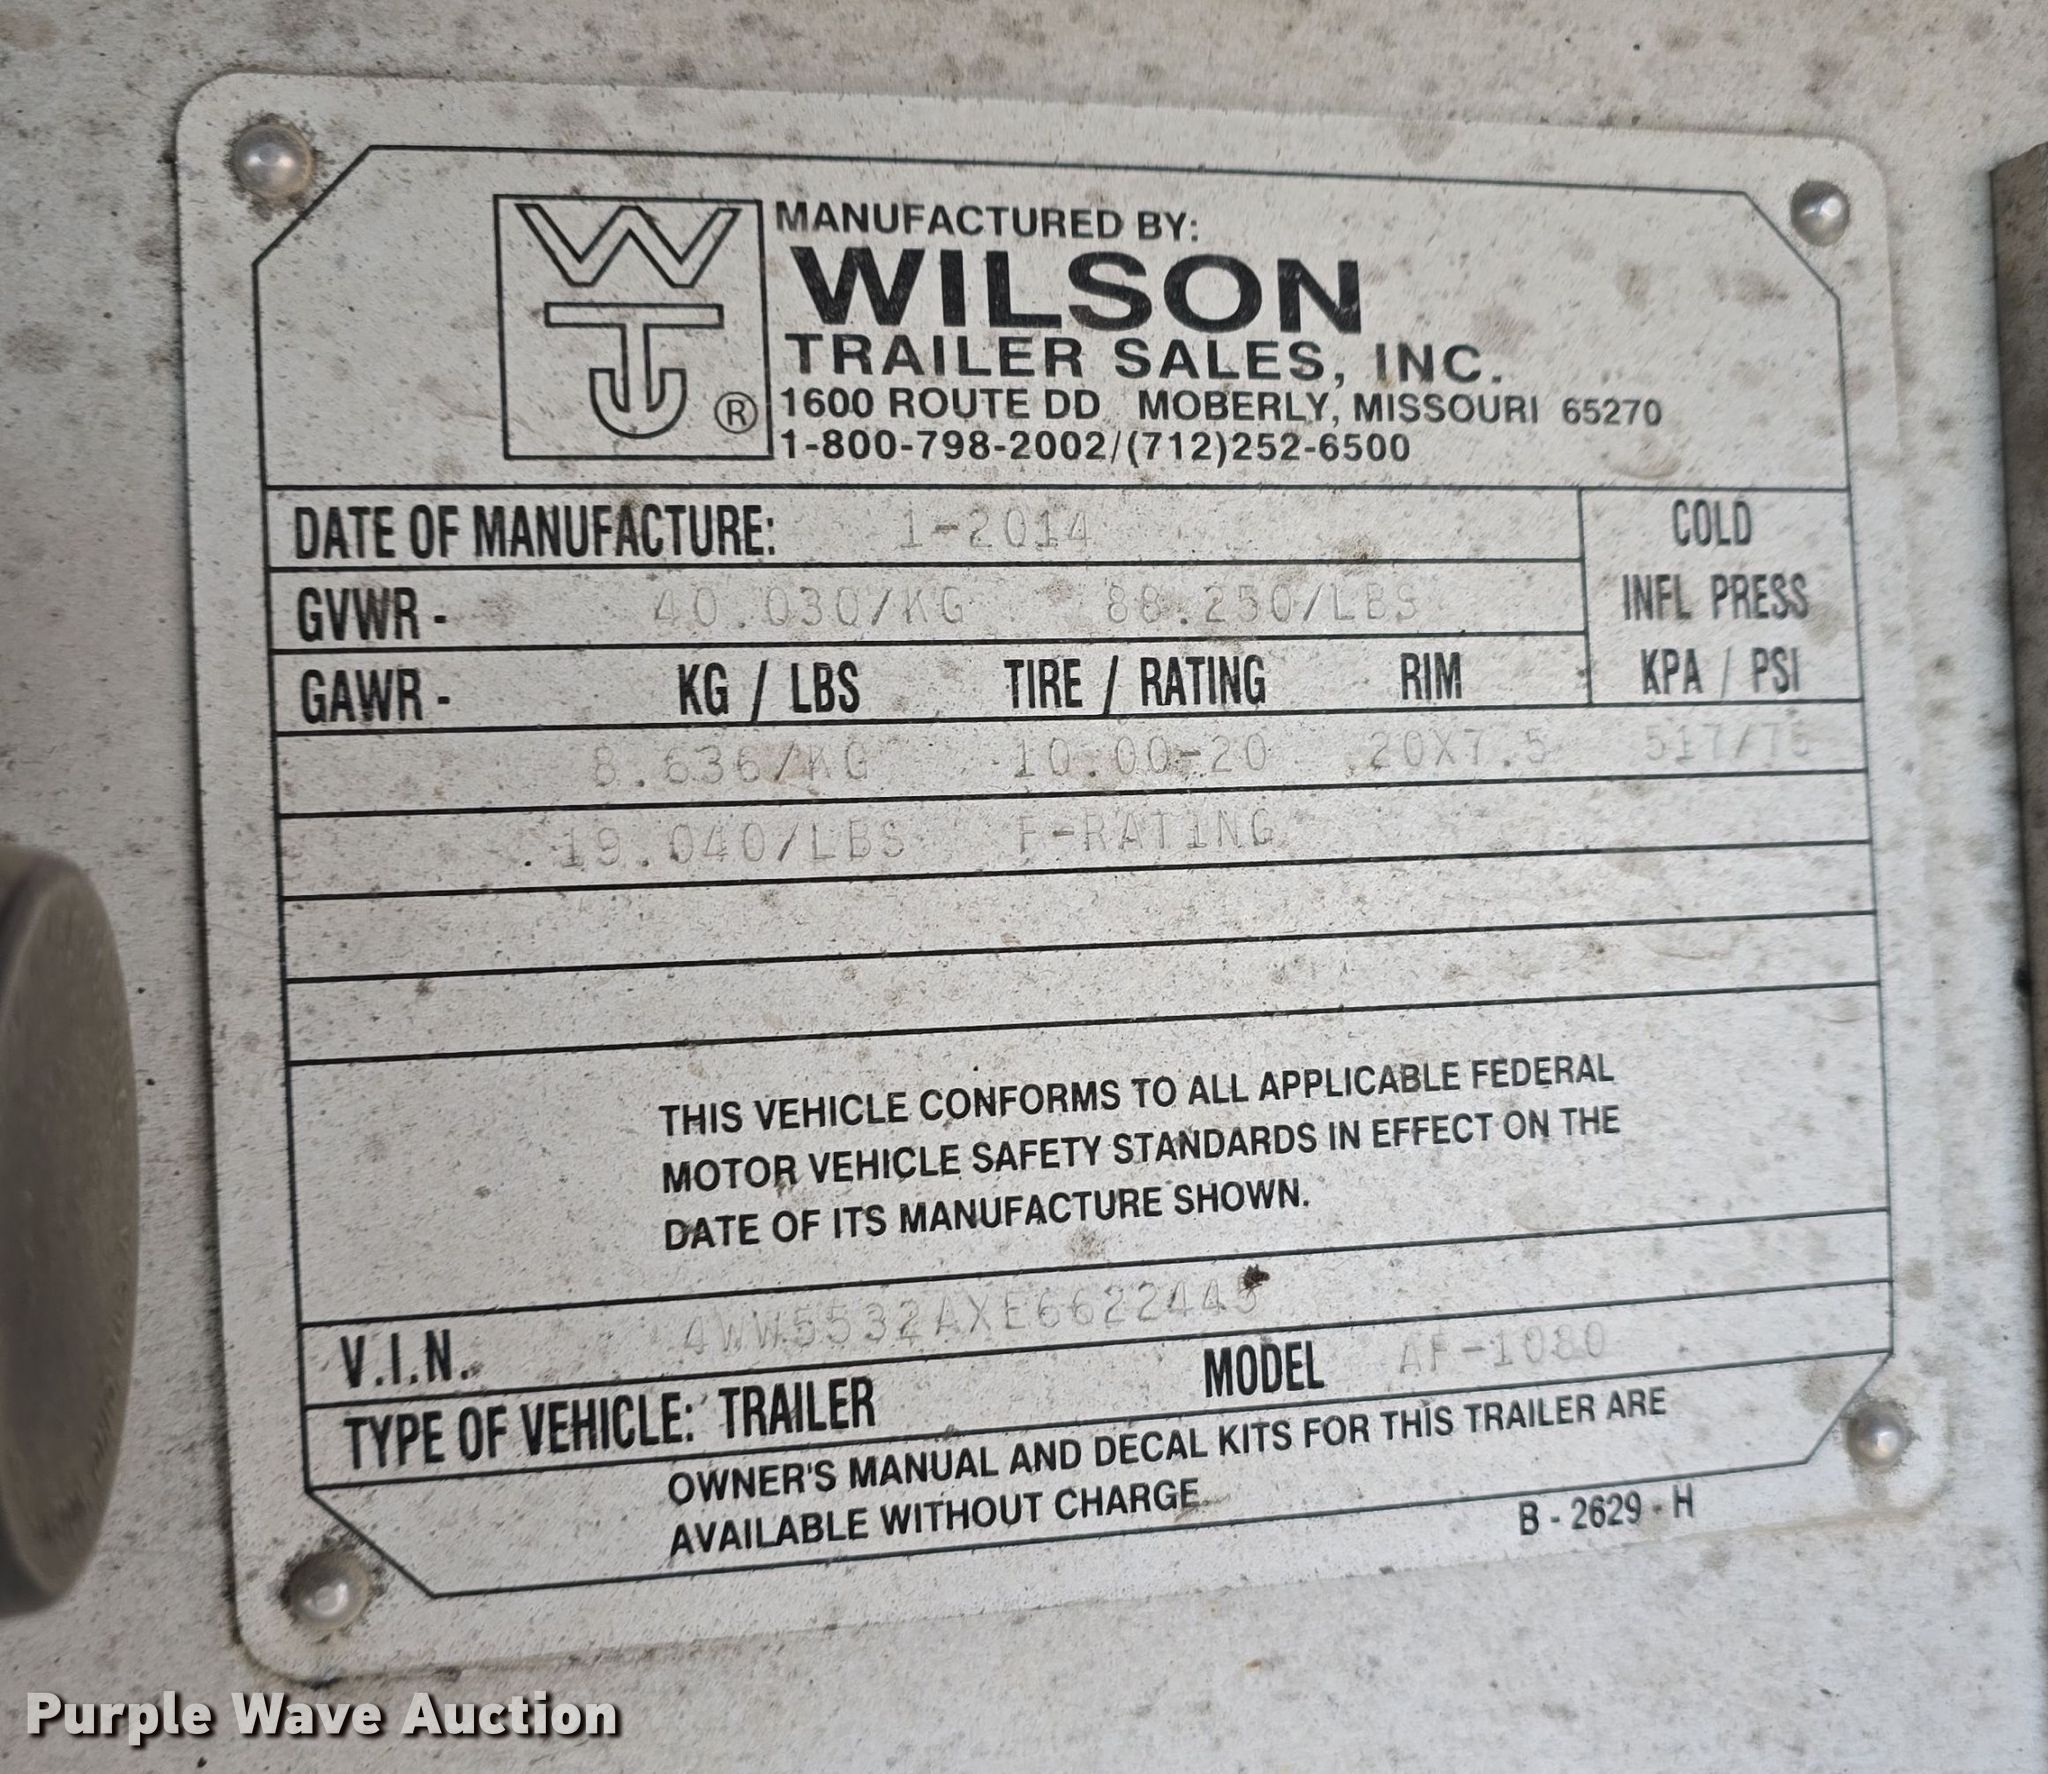 WTJ®
MANUFACTURED BY:
WILSON
TRAILER SALES, INC.
1600 ROUTE DD MOBERLY, MISSOURI 65270
1-800-798-2002/(712)252-6500
DATE OF MANUFACTURE: 1-2014
COLD
INFL PRESS
KPA / PSI
GVWR - 40.030/KG 88.250/LBS
GAWR - KG / LBS TIRE / RATING RIM
8.636/KG 10.00-20 20X7.5 517/75
19.040/LBS F-RATING
THIS VEHICLE CONFORMS TO ALL APPLICABLE FEDERAL
MOTOR VEHICLE SAFETY STANDARDS IN EFFECT ON THE
DATE OF ITS MANUFACTURE SHOWN.
V.I.N. 4WW5532AXE6622445
TYPE OF VEHICLE: TRAILER MODEL AF-1080
OWNER'S MANUAL AND DECAL KITS FOR THIS TRAILER ARE
AVAILABLE WITHOUT CHARGE.
B - 2629 - H
Purple Wave Auction